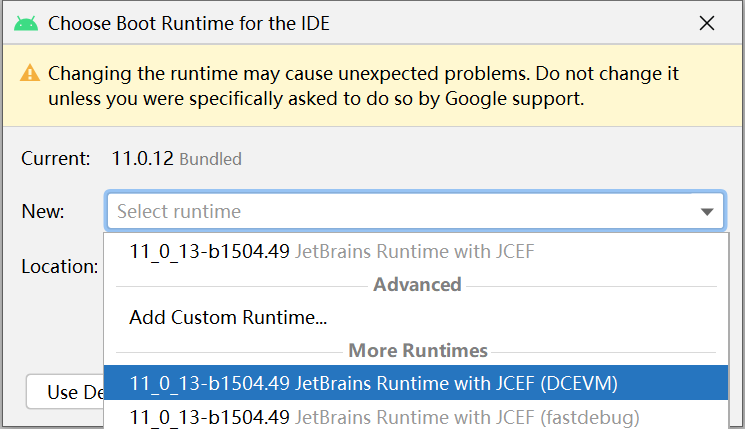 Choose Boot Runtime for the IDE
Changing the runtime may cause unexpected problems. Do not change it
unless you were specifically asked to do so by Google support.
Current: 11.0.12 Bundled
New: Select runtime
11_0_13-b1504.49 JetBrains Runtime with JCEF
Location:
Advanced
Add Custom Runtime...
More Runtimes
11_0_13-b1504.49 JetBrains Runtime with JCEF (DCEVM)
Use De
11_0_13-b1504.49 JetBrains Runtime with JCEF (fastdebug)